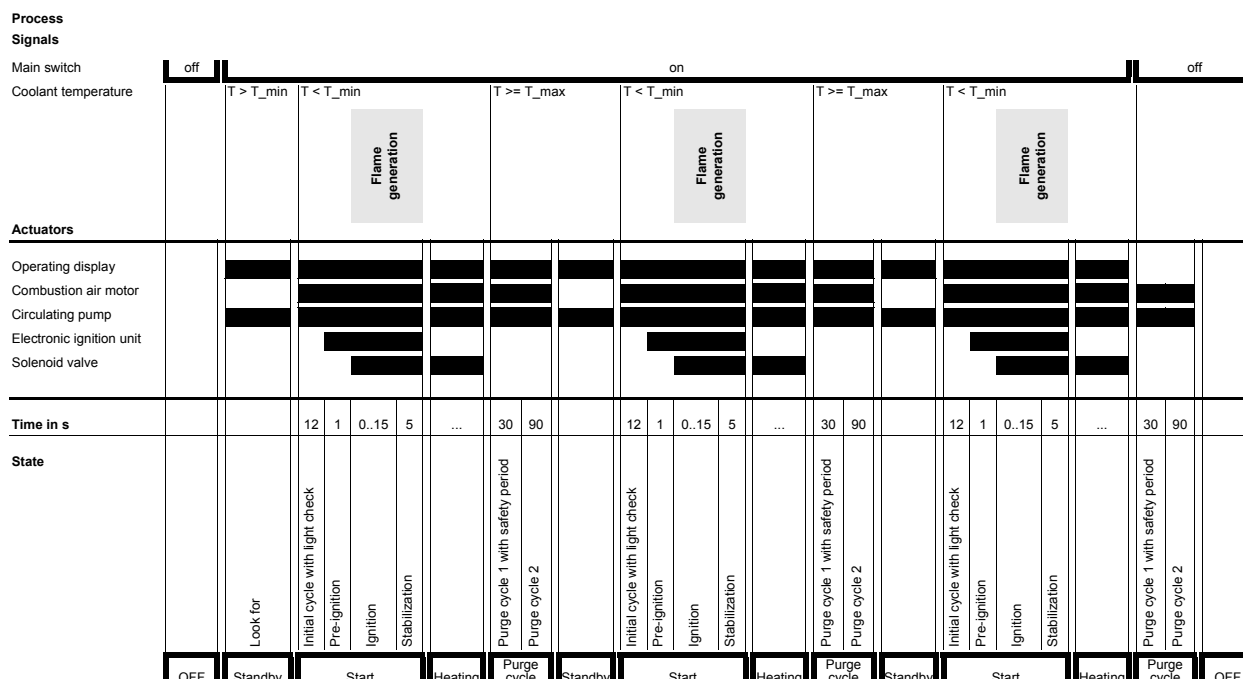 Process
Signals
Main switch off on off
Coolant temperature T > T_min T < T_min T >= T_max T < T_min T >= T_max T < T_min
Flame
generation
Flame
generation
Flame
generation
Actuators
Operating display
Combustion air motor
Circulating pump
Electronic ignition unit
Solenoid valve
Time in s 12 1 0..15 5 ... 30 90 12 1 0..15 5 ... 30 90 12 1 0..15 5 ... 30 90
State
Look for
Initial cycle with light check
Pre-ignition
Ignition
Stabilization
Purge cycle 1 with safety period
Purge cycle 2
Initial cycle with light check
Pre-ignition
Ignition
Stabilization
Purge cycle 1 with safety period
Purge cycle 2
Initial cycle with light check
Pre-ignition
Ignition
Stabilization
Purge cycle 1 with safety period
Purge cycle 2
OFF Standby Start Heating Purge cycle Standby Start Heating Purge cycle Standby Start Heating Purge cycle OFF